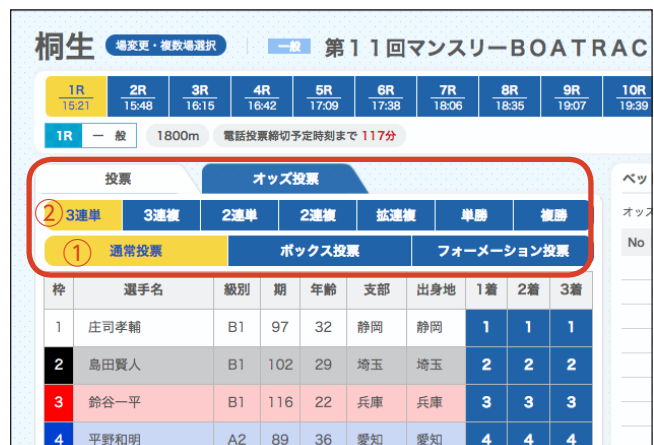 桐生 場変更・複数場選択 一般 第11回マンスリーBOATRAC
1R 2R 3R 4R 5R 6R 7R 8R 9R 10R
15:21 15:48 16:15 16:42 17:09 17:38 18:06 18:35 19:07 19:39
1R 一 般 1800m 電話投票締切予定時刻まで 117分
投票 オッズ投票 ベッ
②3連単 3連複 2連単 2連複 拡連複 単勝 複勝 オッズ
① 通常投票 ボックス投票 フォーメーション投票 No
枠 選手名 級別 期 年齢 支部 出身地 1着 2着 3着
1 庄司孝輔 B1 97 32 静岡 静岡 1 1 1
2 島田賢人 B1 102 29 埼玉 埼玉 2 2 2
3 鈴谷一平 B1 116 22 兵庫 兵庫 3 3 3
4 平野和明 A2 89 36 愛知 愛知 4 4 4